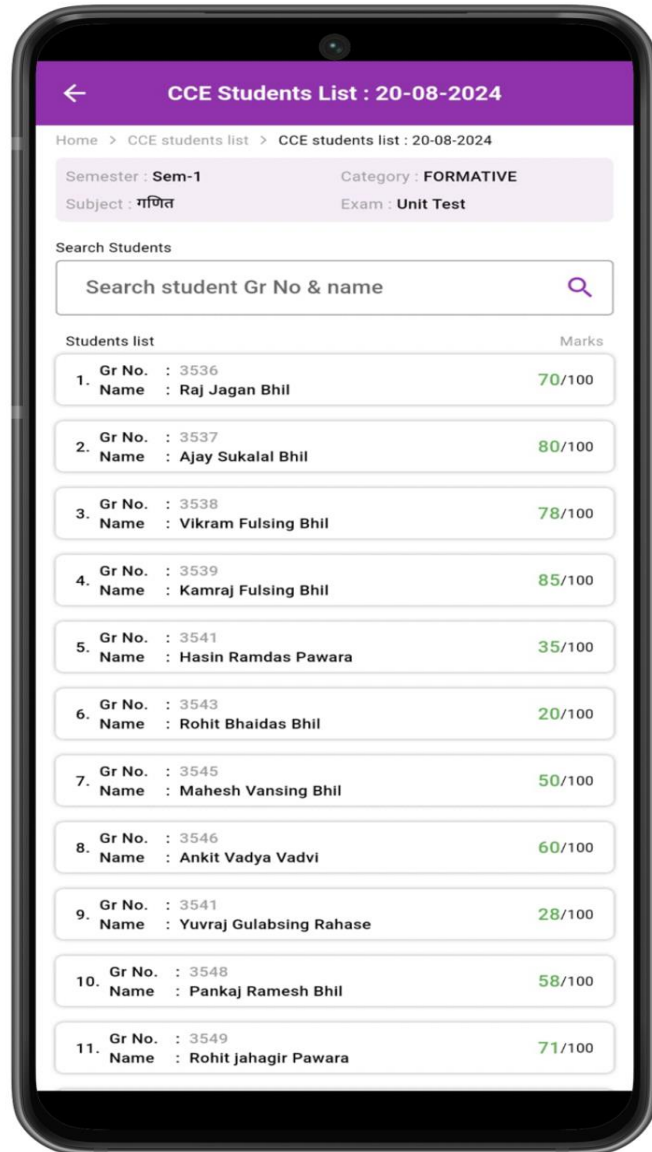 CCE Students List : 20-08-2024
Home > CCE students list > CCE students list : 20-08-2024
Semester : Sem-1 Category : FORMATIVE
Subject : गणित Exam : Unit Test
Search Students
Search student Gr No & name
Students list Marks
1. Gr No. : 3536
Name : Raj Jagan Bhil 70/100
2. Gr No. : 3537
Name : Ajay Sukalal Bhil 80/100
3. Gr No. : 3538
Name : Vikram Fulsing Bhil 78/100
4. Gr No. : 3539
Name : Kamraj Fulsing Bhil 85/100
5. Gr No. : 3541
Name : Hasin Ramdas Pawara 35/100
6. Gr No. : 3543
Name : Rohit Bhaidas Bhil 20/100
7. Gr No. : 3545
Name : Mahesh Vansing Bhil 50/100
8. Gr No. : 3546
Name : Ankit Vadya Vadvi 60/100
9. Gr No. : 3541
Name : Yuvraj Gulabsing Rahase 28/100
10. Gr No. : 3548
Name : Pankaj Ramesh Bhil 58/100
11. Gr No. : 3549
Name : Rohit jahagir Pawara 71/100